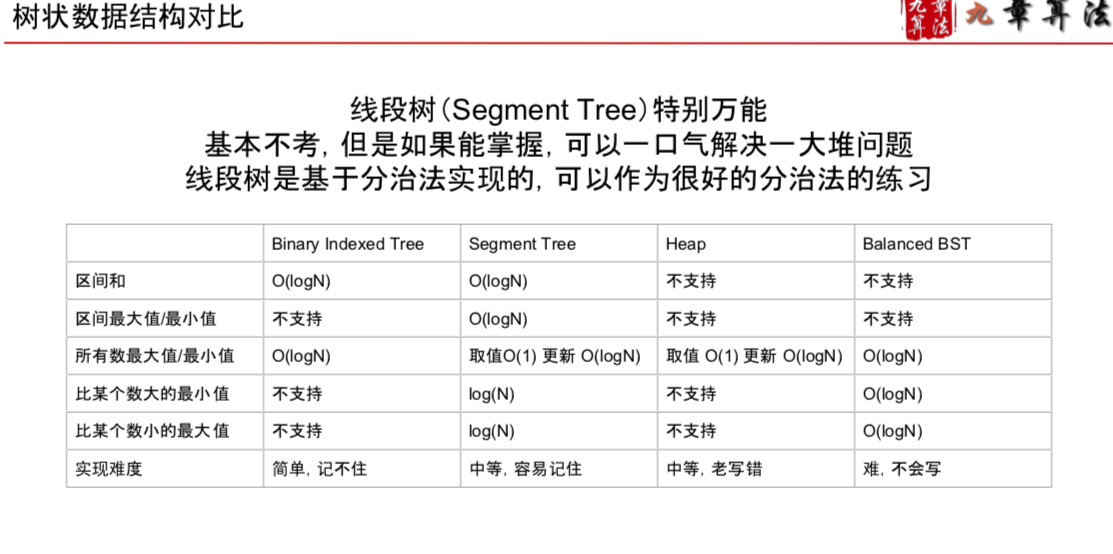 树状数据结构对比
九章算法
九章算法
线段树（Segment Tree）特别万能
基本不考，但是如果能掌握，可以一口气解决一大堆问题
线段树是基于分治法实现的，可以作为很好的分治法的练习
Binary Indexed Tree Segment Tree Heap Balanced BST
区间和 O(logN) O(logN) 不支持 不支持
区间最大值/最小值 不支持 O(logN) 不支持 不支持
所有数最大值/最小值 O(logN) 取值O(1) 更新 O(logN) 取值 O(1) 更新 O(logN) O(logN)
比某个数大的最小值 不支持 log(N) 不支持 O(logN)
比某个数小的最大值 不支持 log(N) 不支持 O(logN)
实现难度 简单, 记不住 中等, 容易记住 中等, 老写错 难, 不会写